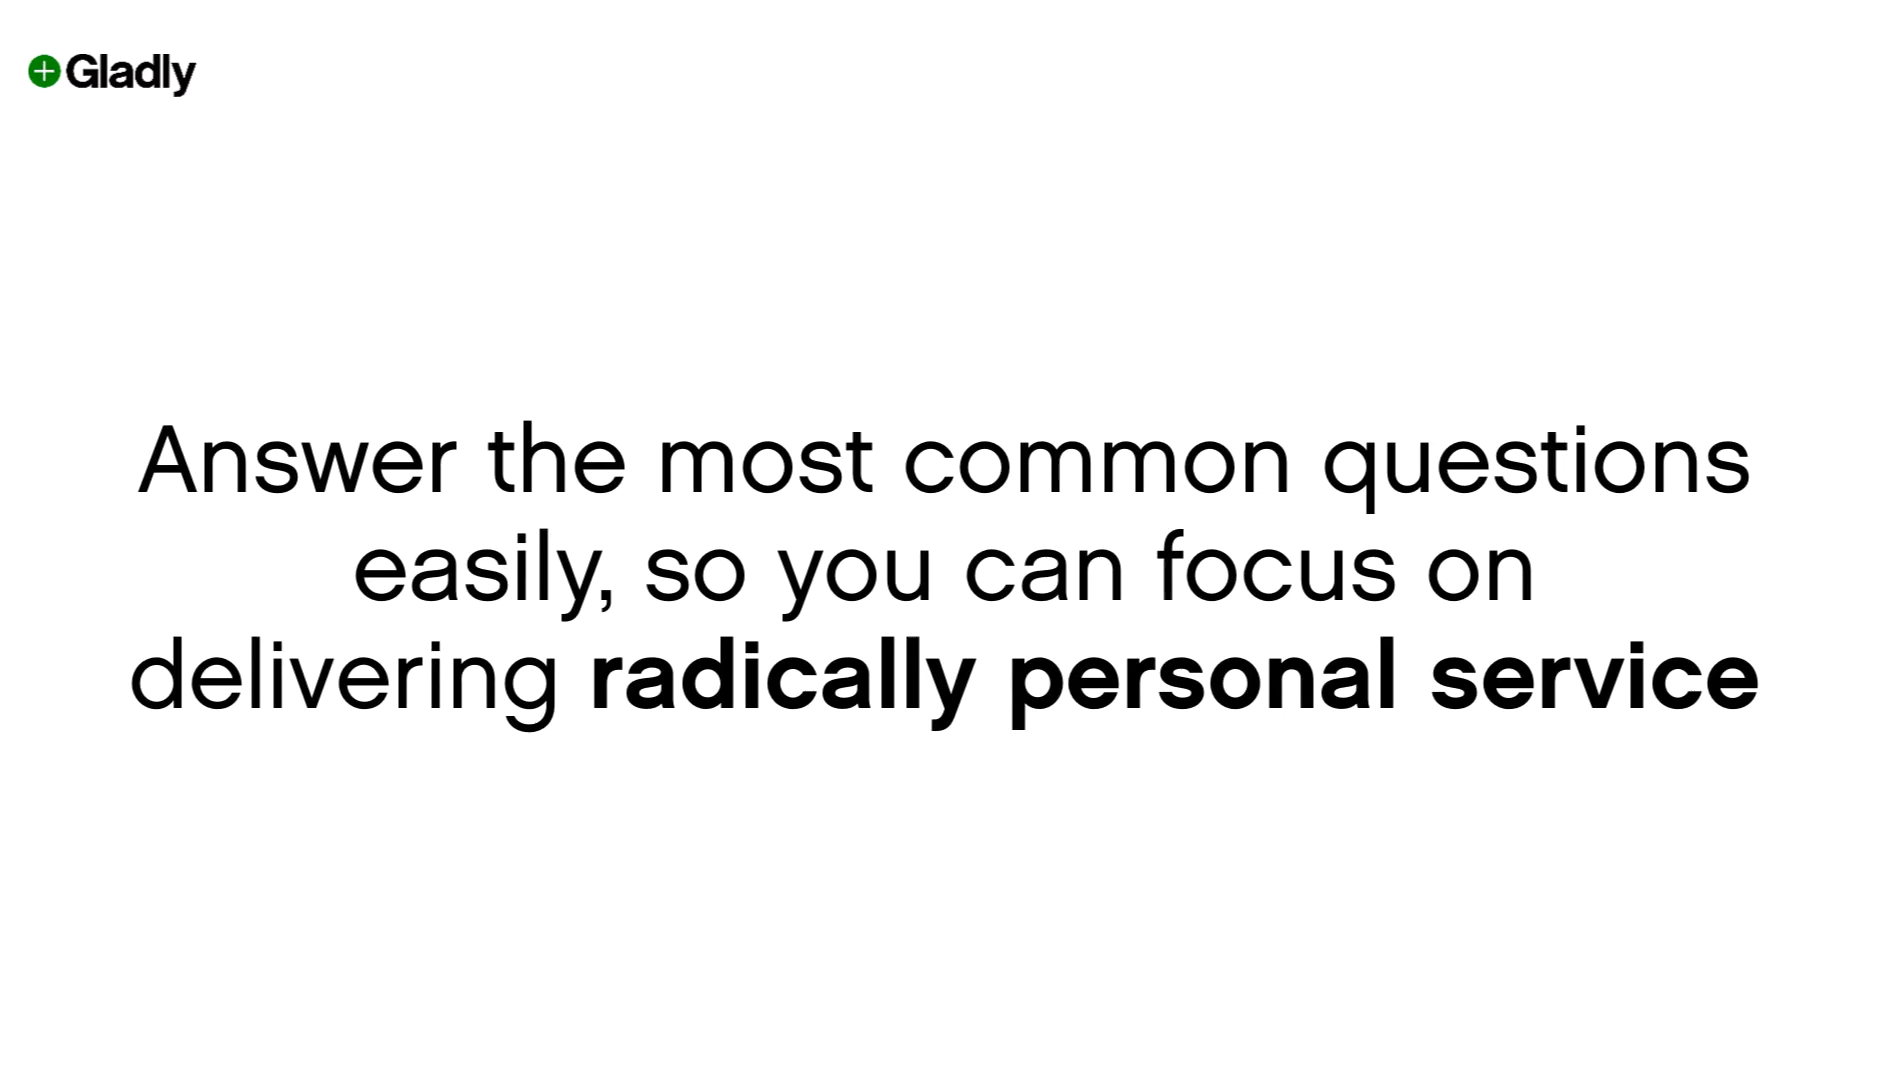 Gladly
Answer the most common questions
easily, so you can focus on
delivering radically personal service